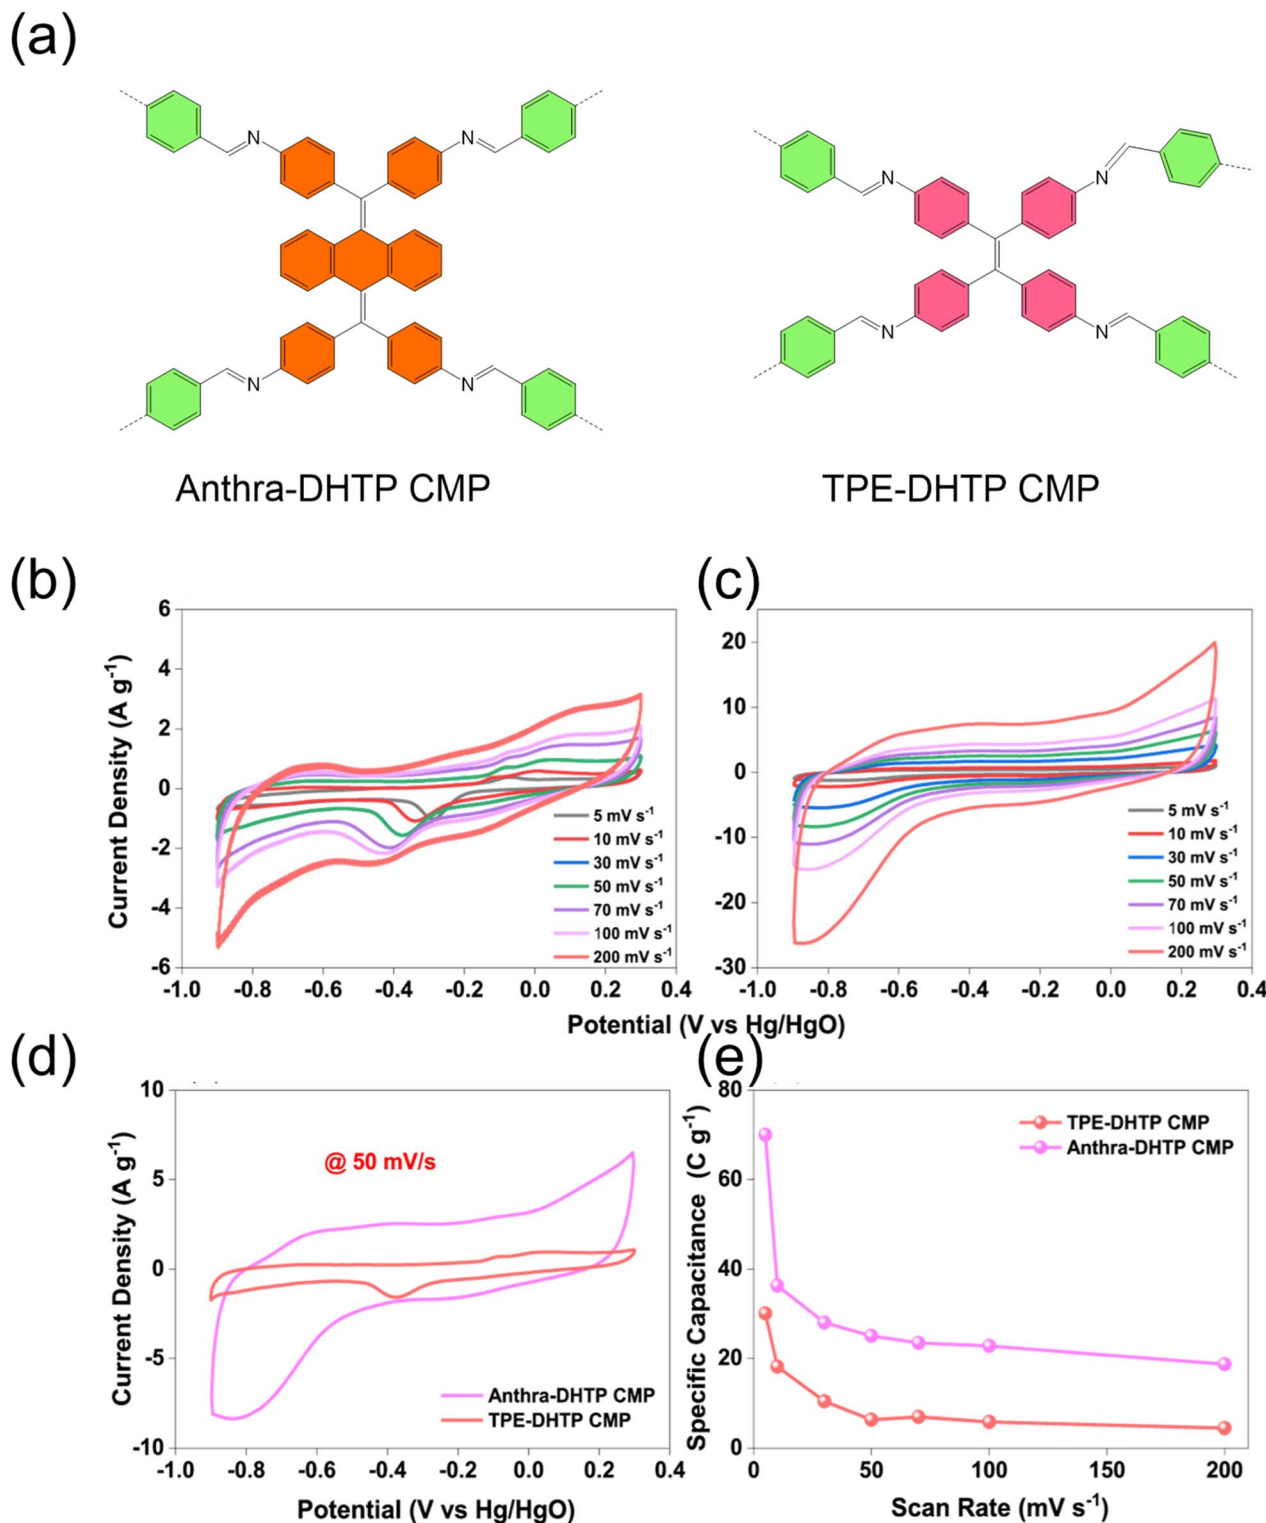 (a)
N N N N
N N N N
Anthra-DHTP CMP TPE-DHTP CMP
(b)
6
4
2
0
-2
-4
-6
Current Density (A g⁻¹)
5 mV s⁻¹
10 mV s⁻¹
30 mV s⁻¹
50 mV s⁻¹
70 mV s⁻¹
100 mV s⁻¹
200 mV s⁻¹
-1.0 -0.8 -0.6 -0.4 -0.2 0.0 0.2 0.4
(c)
20
10
0
-10
-20
-30
5 mV s⁻¹
10 mV s⁻¹
30 mV s⁻¹
50 mV s⁻¹
70 mV s⁻¹
100 mV s⁻¹
200 mV s⁻¹
-1.0 -0.8 -0.6 -0.4 -0.2 0.0 0.2 0.4
Potential (V vs Hg/HgO)
(d)
10
5
0
-5
-10
Current Density (A g⁻¹)
@ 50 mV/s
Anthra-DHTP CMP
TPE-DHTP CMP
-1.0 -0.8 -0.6 -0.4 -0.2 0.0 0.2 0.4
Potential (V vs Hg/HgO)
(e)
80
60
40
20
0
Specific Capacitance (C g⁻¹)
TPE-DHTP CMP
Anthra-DHTP CMP
0 50 100 150 200
Scan Rate (mV s⁻¹)